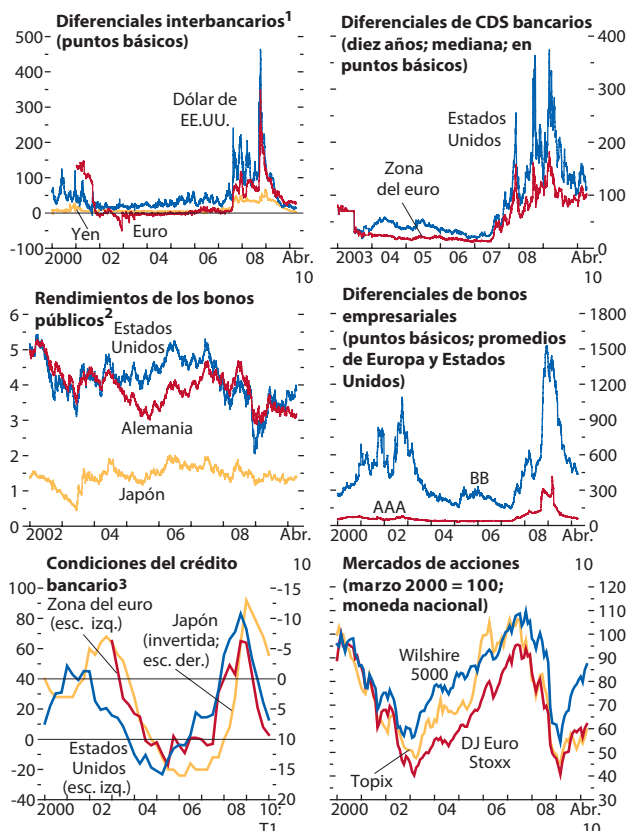 Diferenciales interbancarios1
(puntos básicos)
500
400
300
200
100
0
-100
Dólar de
EE.UU.
Yen
Euro
2000 02 04 06 08 Abr.
10
Diferenciales de CDS bancarios
(diez años; mediana; en
puntos básicos)
400
300
200
100
0
Estados
Unidos
Zona
del euro
2003 04 05 06 07 08 Abr.
10
Rendimientos de los bonos
públicos2
6
5
4
3
2
1
0
Estados
Unidos
Alemania
Japón
2002 04 06 08 Abr.
10
Diferenciales de bonos
empresariales
(puntos básicos; promedios
de Europa y Estados
Unidos)
1800
1500
1200
900
600
300
0
BB
AAA
2000 02 04 06 08 Abr.
10
Condiciones del crédito
bancario3
100
80
60
40
20
0
-20
-40
Zona del euro
(esc. izq.)
Japón
(invertida;
esc. der.)
Estados
Unidos
(esc. izq.)
-15
-10
-5
0
5
10
15
20
2000 02 04 06 08 10:
T1
Mercados de acciones
(marzo 2000 = 100;
moneda nacional)
120
110
100
90
80
70
60
50
40
30
Wilshire
5000
DJ Euro
Stoxx
Topix
2000 02 04 06 08 Abr.
10